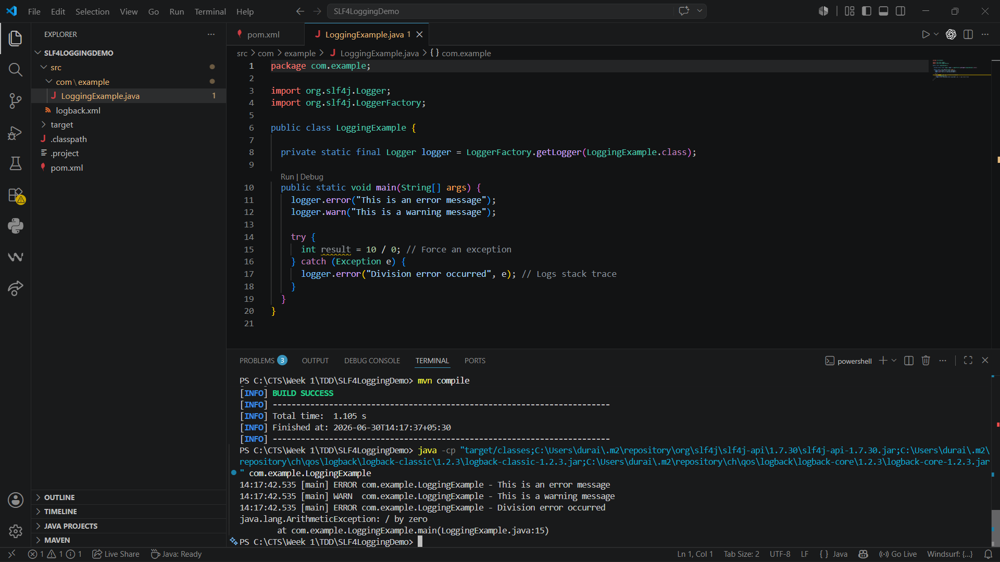 File Edit Selection View Go Run Terminal Help
SLF4LoggingDemo
EXPLORER
SLF4LOGGINGDEMO
src
com\example
LoggingExample.java 1
logback.xml
target
.classpath
.project
pom.xml
OUTLINE
TIMELINE
JAVA PROJECTS
MAVEN
pom.xml
LoggingExample.java 1
src > com > example > LoggingExample.java > {} com.example
1 package com.example;
2
3 import org.slf4j.Logger;
4 import org.slf4j.LoggerFactory;
5
6 public class LoggingExample {
7
8 private static final Logger logger = LoggerFactory.getLogger(LoggingExample.class);
9
Run | Debug
10 public static void main(String[] args) {
11 logger.error("This is an error message");
12 logger.warn("This is a warning message");
13
14 try {
15 int result = 10 / 0; // Force an exception
16 } catch (Exception e) {
17 logger.error("Division error occurred", e); // Logs stack trace
18 }
19 }
20 }
21
PROBLEMS 3 OUTPUT DEBUG CONSOLE TERMINAL PORTS
powershell
PS C:\CTS\Week 1\TDD\SLF4LoggingDemo> mvn compile
[INFO] BUILD SUCCESS
[INFO] ------------------------------------------------------------------------
[INFO] Total time:  1.105 s
[INFO] Finished at: 2026-06-30T14:17:37+05:30
[INFO] ------------------------------------------------------------------------
PS C:\CTS\Week 1\TDD\SLF4LoggingDemo> java -cp "target/classes;C:\Users\durai\.m2\repository\org\slf4j\slf4j-api\1.7.30\slf4j-api-1.7.30.jar;C:\Users\durai\.m2\
repository\ch\qos\logback\logback-classic\1.2.3\logback-classic-1.2.3.jar;C:\Users\durai\.m2\repository\ch\qos\logback\logback-core\1.2.3\logback-core-1.2.3.jar
" com.example.LoggingExample
14:17:42.535 [main] ERROR com.example.LoggingExample - This is an error message
14:17:42.535 [main] WARN  com.example.LoggingExample - This is a warning message
14:17:42.535 [main] ERROR com.example.LoggingExample - Division error occurred
java.lang.ArithmeticException: / by zero
at com.example.LoggingExample.main(LoggingExample.java:15)
PS C:\CTS\Week 1\TDD\SLF4LoggingDemo>
1 1 1 Live Share Java: Ready
Ln 1, Col 1 Tab Size: 2 UTF-8 LF {} Java Go Live Windsurf: {...}